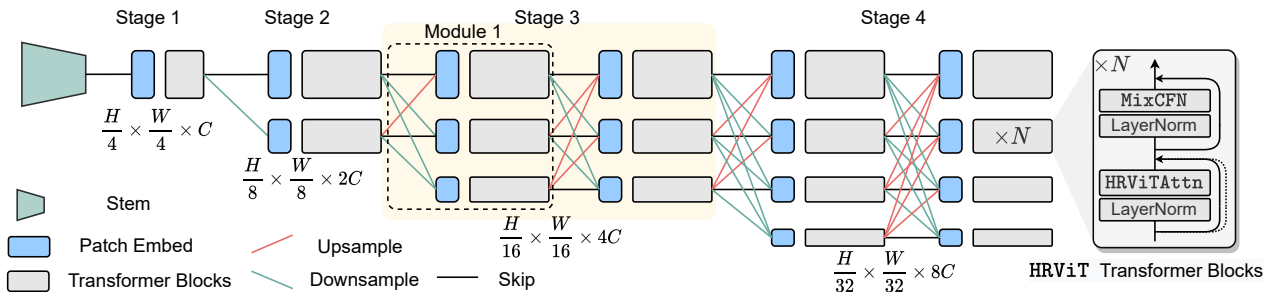 Stage 1
Stage 2
Stage 3
Stage 4
Module 1
H/4 × W/4 × C
H/8 × W/8 × 2C
H/16 × W/16 × 4C
H/32 × W/32 × 8C
×N
×N
MixCFN
LayerNorm
HRViTAttn
LayerNorm
HRViT Transformer Blocks
Stem
Patch Embed
Transformer Blocks
Upsample
Downsample
Skip